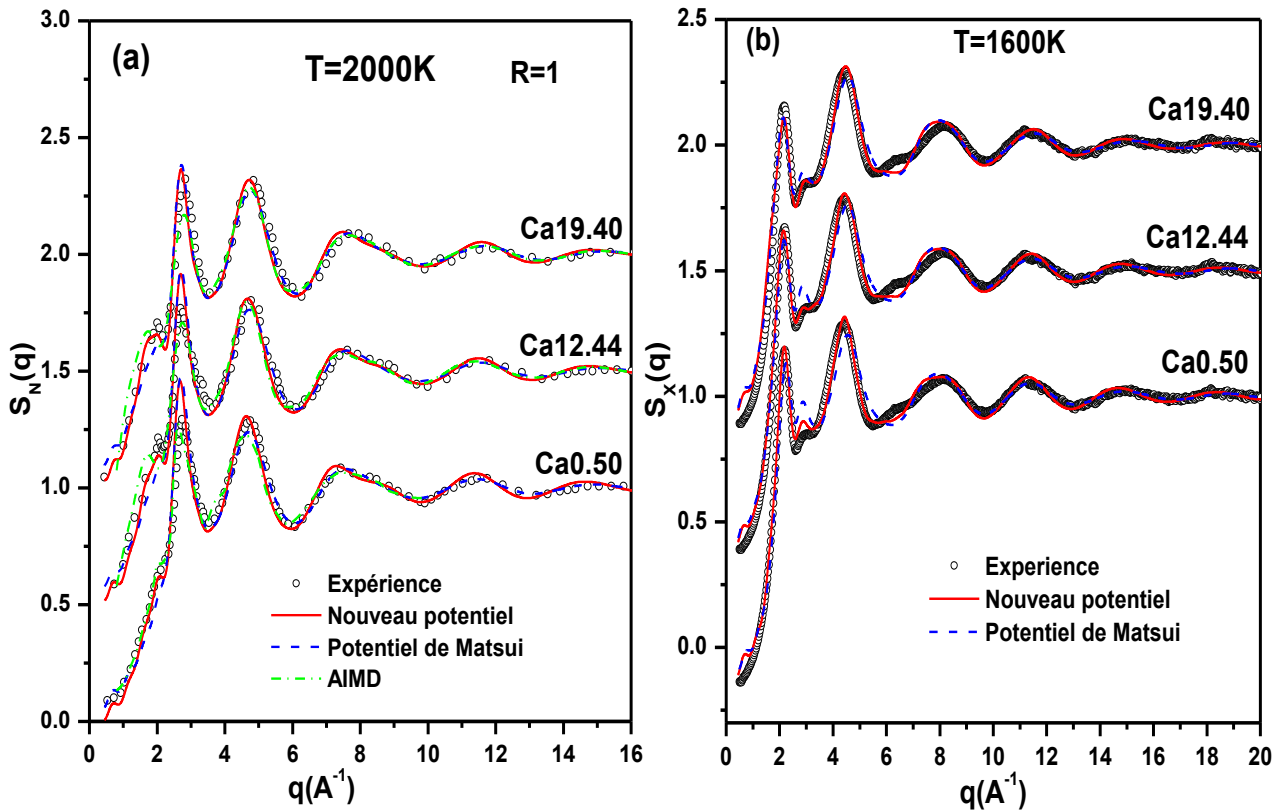 (a)
T=2000K R=1
S_N(q)
3.0
2.5
2.0
1.5
1.0
0.5
0.0
Ca19.40
Ca12.44
Ca0.50
Expérience
Nouveau potentiel
Potentiel de Matsui
AIMD
0 2 4 6 8 10 12 14 16
q(A⁻¹)
(b)
T=1600K
S_X(q)
2.5
2.0
1.5
1.0
0.5
0.0
Ca19.40
Ca12.44
Ca0.50
Experience
Nouveau potentiel
Potentiel de Matsui
0 2 4 6 8 10 12 14 16 18 20
q(A⁻¹)